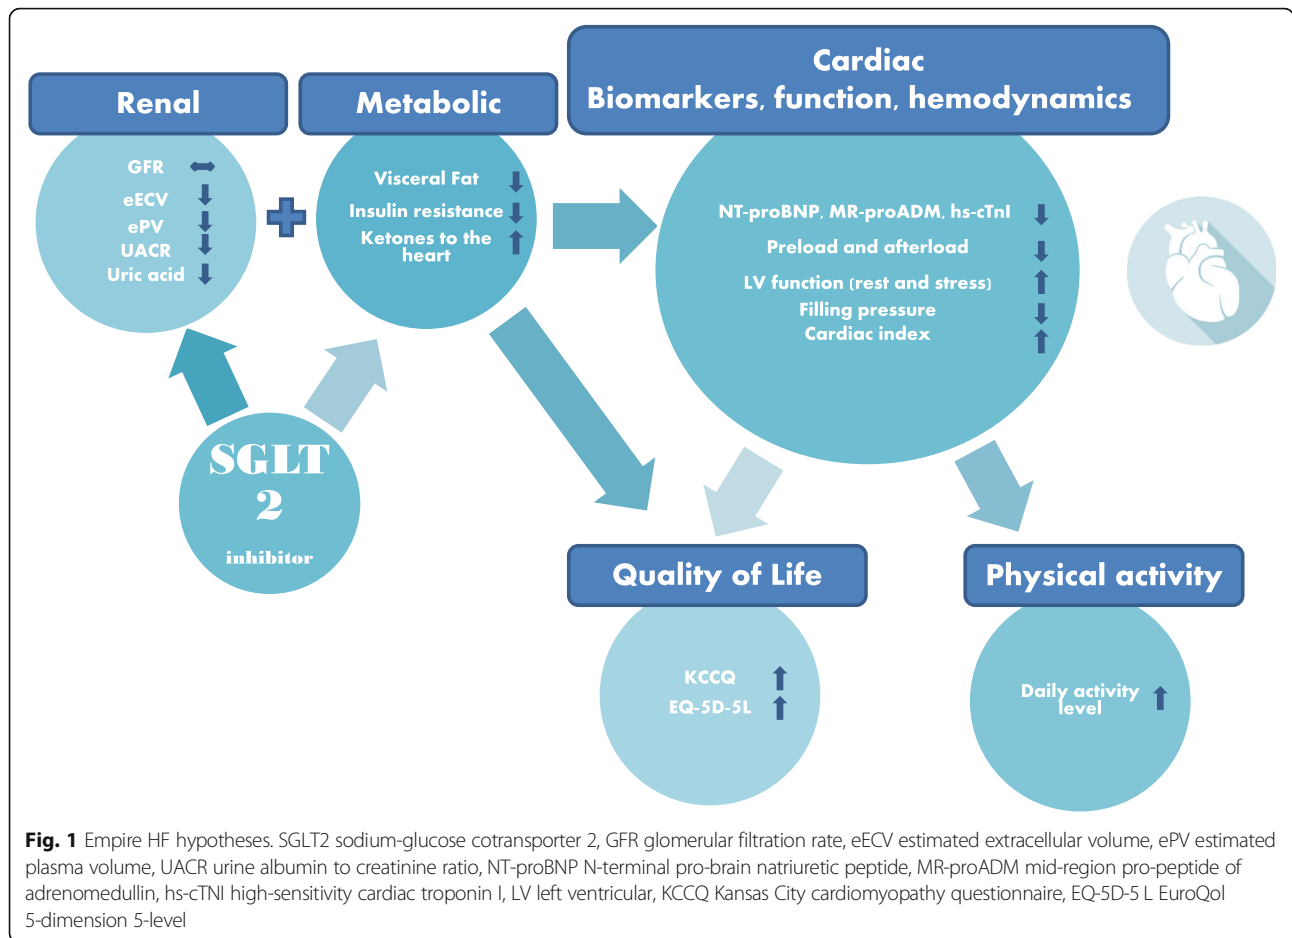 Cardiac
Biomarkers, function, hemodynamics
Renal
Metabolic
GFR
eECV
ePV
UACR
Uric acid
Visceral Fat
Insulin resistance
Ketones to the
heart
NT-proBNP, MR-proADM, hs-cTnI
Preload and afterload
LV function (rest and stress)
Filling pressure
Cardiac index
SGLT
2
inhibitor
Quality of Life
KCCQ
EQ-5D-5L
Physical activity
Daily activity
level
Fig. 1 Empire HF hypotheses. SGLT2 sodium-glucose cotransporter 2, GFR glomerular filtration rate, eECV estimated extracellular volume, ePV estimated
plasma volume, UACR urine albumin to creatinine ratio, NT-proBNP N-terminal pro-brain natriuretic peptide, MR-proADM mid-region pro-peptide of
adrenomedullin, hs-cTNI high-sensitivity cardiac troponin I, LV left ventricular, KCCQ Kansas City cardiomyopathy questionnaire, EQ-5D-5 L EuroQol
5-dimension 5-level